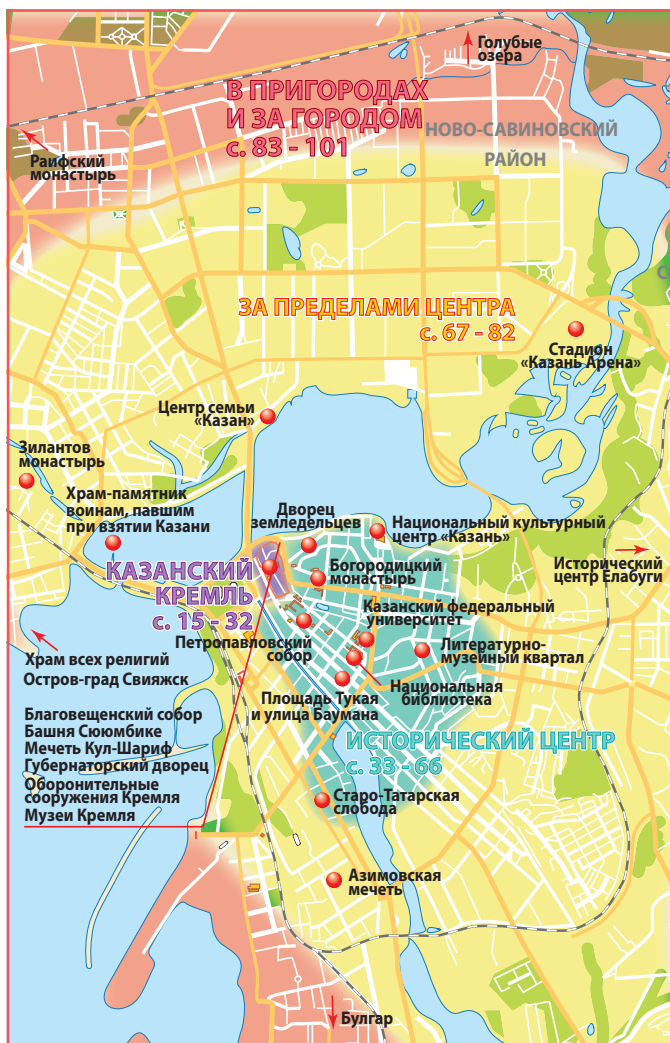 Голубые
озера
В ПРИГОРОДАХ
И ЗА ГОРОДОМ
с. 83 - 101
НОВО-САВИНОВСКИЙ
РАЙОН
Раифский
монастырь
С
ЗА ПРЕДЕЛАМИ ЦЕНТРА
с. 67 - 82
Стадион
«Казань Арена»
Центр семьи
«Казан»
Зилантов
монастырь
Храм-памятник
воинам, павшим
при взятии Казани
Дворец
земледельцев
Национальный культурный
центр «Казань»
Исторический
центр Елабуги
КАЗАНСКИЙ
КРЕМЛЬ
с. 15 - 32
Богородицкий
монастырь
Казанский федеральный
университет
Петропавловский
собор
Литературно-
музейный квартал
Храм всех религий
Остров-град Свияжск
Национальная
библиотека
Площадь Тукая
и улица Баумана
Благовещенский собор
Башня Сююмбике
Мечеть Кул-Шариф
Губернаторский дворец
Оборонительные
сооружения Кремля
Музеи Кремля
ИСТОРИЧЕСКИЙ ЦЕНТР
с. 33 - 66
Старо-Татарская
слобода
Азимовская
мечеть
Булгар